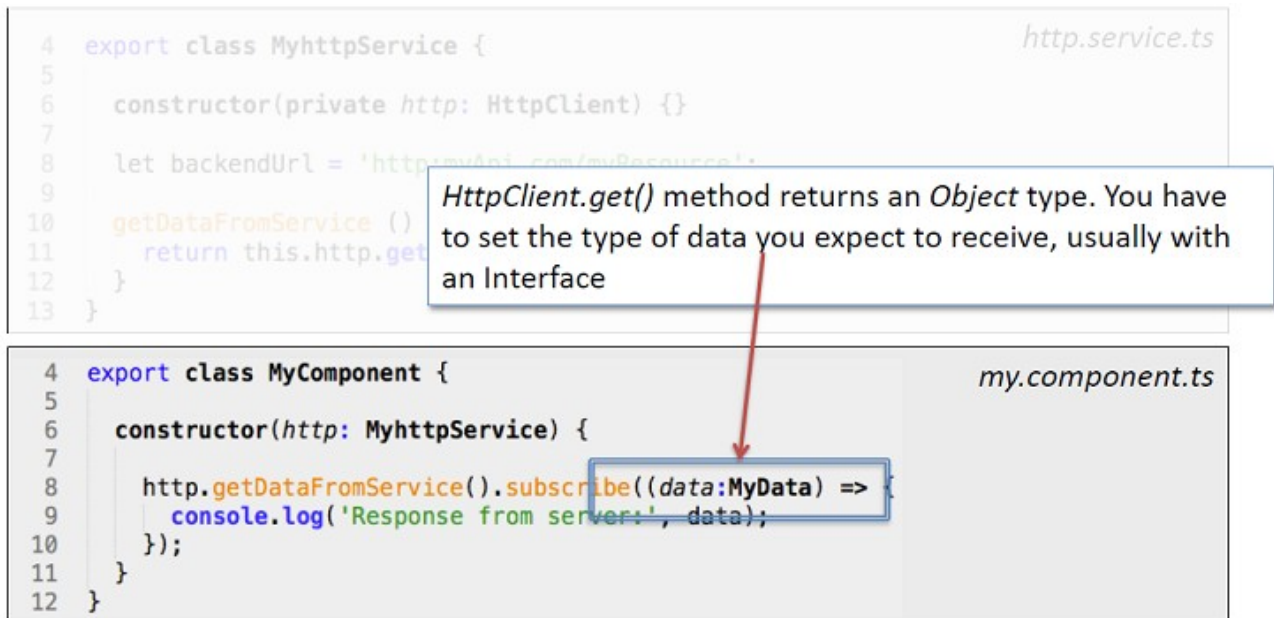 http.service.ts
4 export class MyhttpService {
5
6 constructor(private http: HttpClient) {}
7
8 let backendUrl = 'http:myApi.com/myResource';
9
10 getDataFromService ()
11 return this.http.get
12 }
13 }
HttpClient.get() method returns an Object type. You have
to set the type of data you expect to receive, usually with
an Interface
my.component.ts
4 export class MyComponent {
5
6 constructor(http: MyhttpService) {
7
8 http.getDataFromService().subscribe((data:MyData) => {
9 console.log('Response from server:', data);
10 });
11 }
12 }